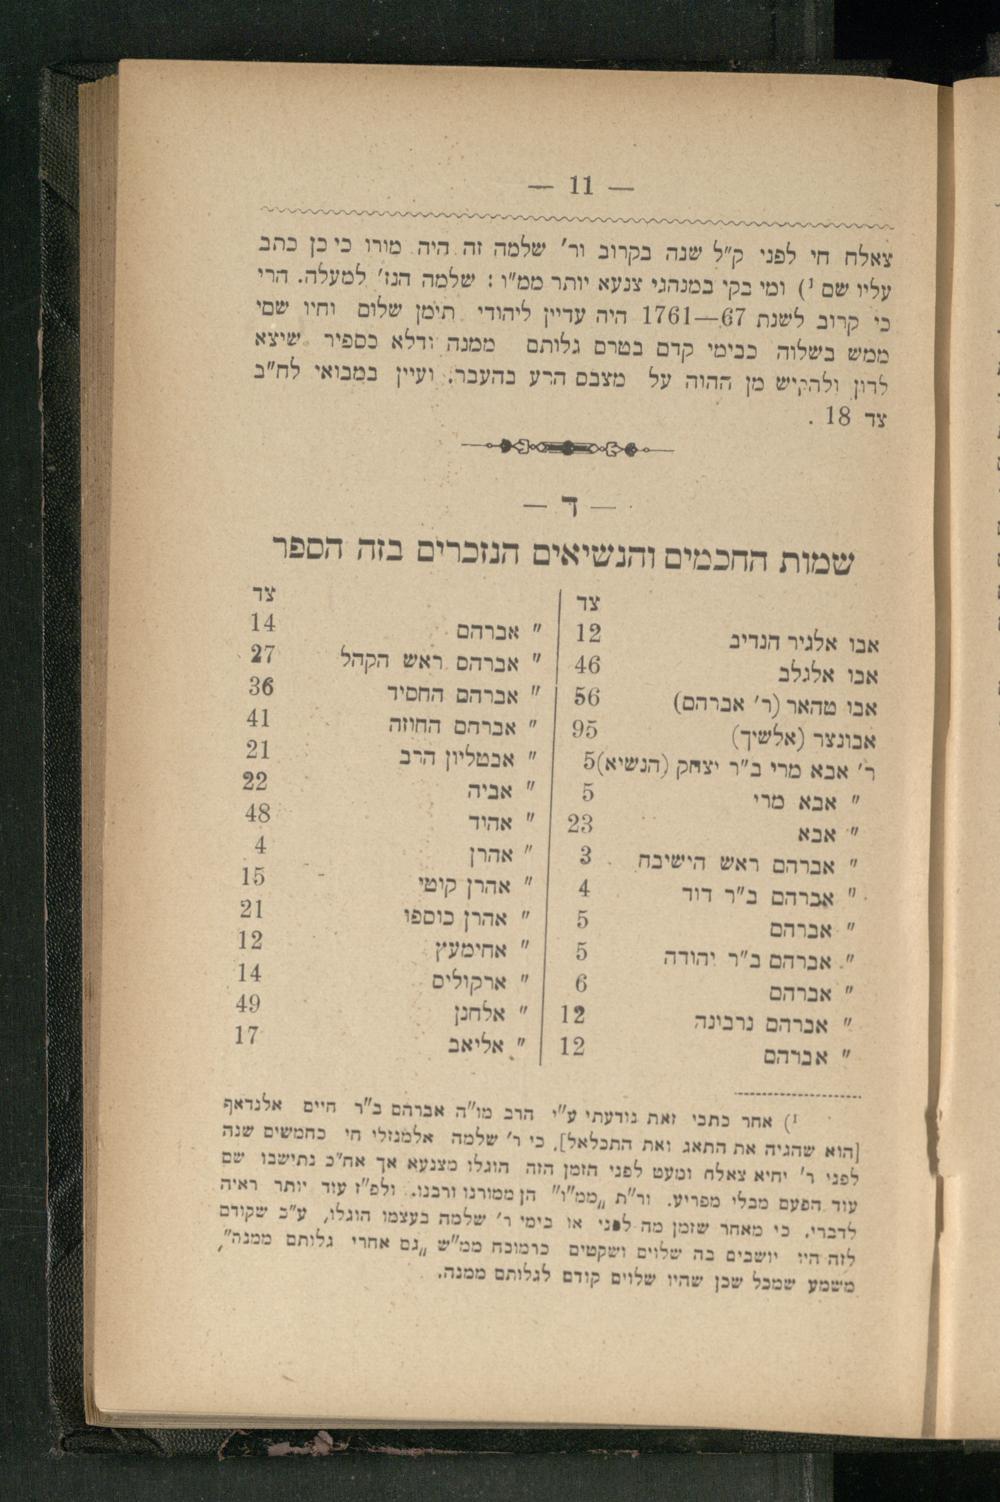 — 11 —
צאלח חי לפני ק״ל שנה בקרוב ור׳ שלמה זה היה מורו כי כן כתב
עליו שם ¹) ומי בקי במנהגי צנעא יותר ממ״ו : שלמה הנז׳ למעלה. הרי
כי קרוב לשנת 67—1761 היה עדיין ליהודי תימן שלום וחיו שם
ממש בשלוה כבימי קדם בטרם גלותם ממנה ודלא כספיר שיצא
לדון ולהקיש מן ההוה על מצבם הרע בהעבר. ועיין במבואי לח״ב
צד 18 .
— ד —
שמות החכמים והנשיאים הנזכרים בזה הספר
צד
אבו אלגיר הנדיב 12
אבו אלגלב 46
אבו טהאר (ר׳ אברהם) 56
אבונצר (אלשיך) 95
ר׳ אבא מרי ב״ר יצחק (הנשיא) 5
״ אבא מרי 5
״ אבא 23
״ אברהם ראש הישיבה 3
״ אברהם ב״ר דוד 4
״ אברהם 5
״ אברהם ב״ר יהודה 5
״ אברהם 6
״ אברהם נרבונה 12
״ אברהם 12
צד
״ אברהם 14
״ אברהם ראש הקהל 27
״ אברהם החסיד 36
״ אברהם החוזה 41
״ אבטליון הרב 21
״ אביה 22
״ אהוד 48
״ אהרן 4
״ אהרן קוטי 15
״ אהרן כוספו 21
״ אחימעץ 12
״ ארקולים 14
״ אלחנן 49
״ אליאב 17
¹) אחר כתבי זאת נודעתי ע״י הרב מו״ה אברהם ב״ר חיים אלנדאף
[הוא שהגיה את התאג ואת התכלאל]. כי ר׳ שלמה אלמנזלי חי כחמשים שנה
לפני ר׳ יחיא צאלח ומעט לפני הזמן הזה הוגלו מצנעא אך אח״כ נתישבו שם
עוד הפעם מבלי מפריע. ור״ת „ממ״ו״ הן ממורנו ורבנו. ולפ״ז עוד יותר ראיה
לדברי. כי מאחר שזמן מה לפני או בימי ר׳ שלמה בעצמו הוגלו, ע״כ שקודם
לזה היו יושבים בה שלוים ושקטים כדמוכח ממ״ש „גם אחרי גלותם ממנה״,
משמע שמכל שכן שהיו שלוים קודם לגלותם ממנה.